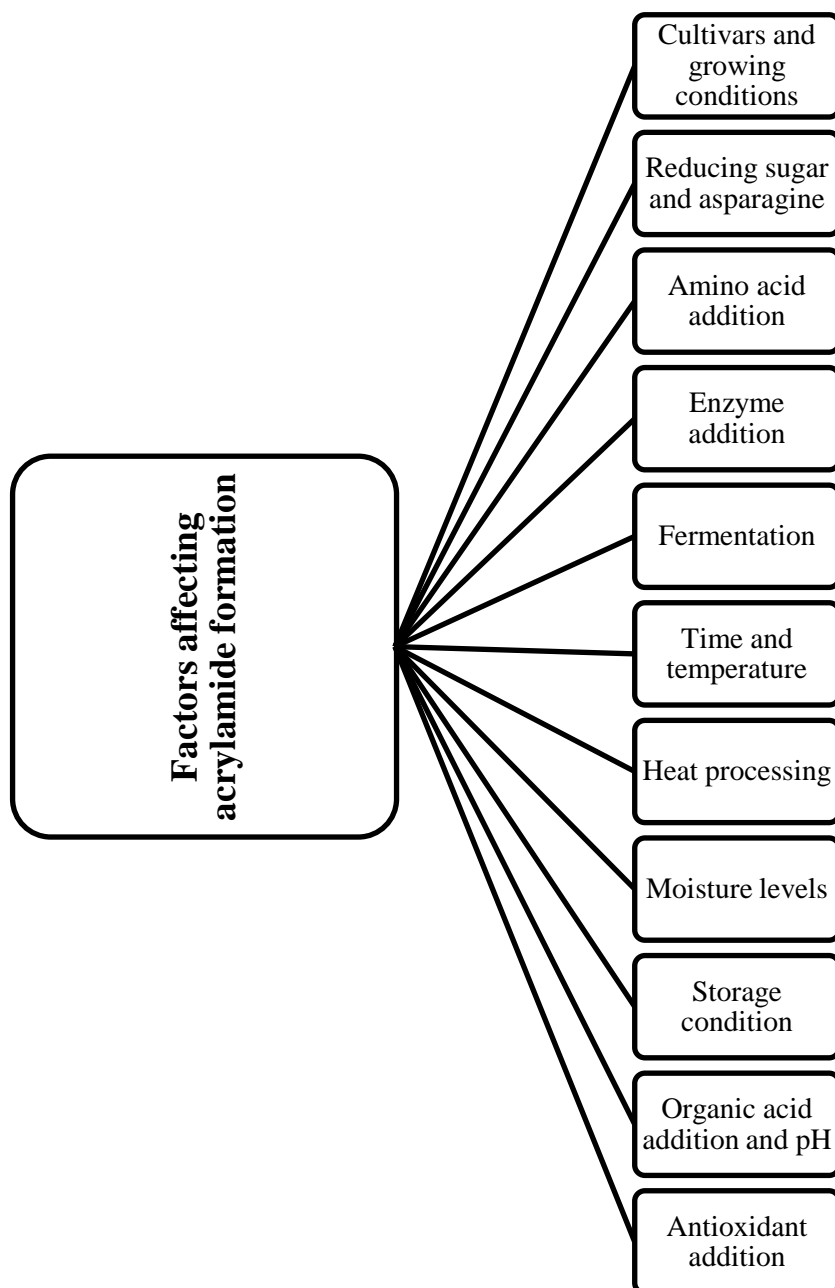 Factors affecting
acrylamide formation
Cultivars and
growing
conditions
Reducing sugar
and asparagine
Amino acid
addition
Enzyme
addition
Fermentation
Time and
temperature
Heat processing
Moisture levels
Storage
condition
Organic acid
addition and pH
Antioxidant
addition